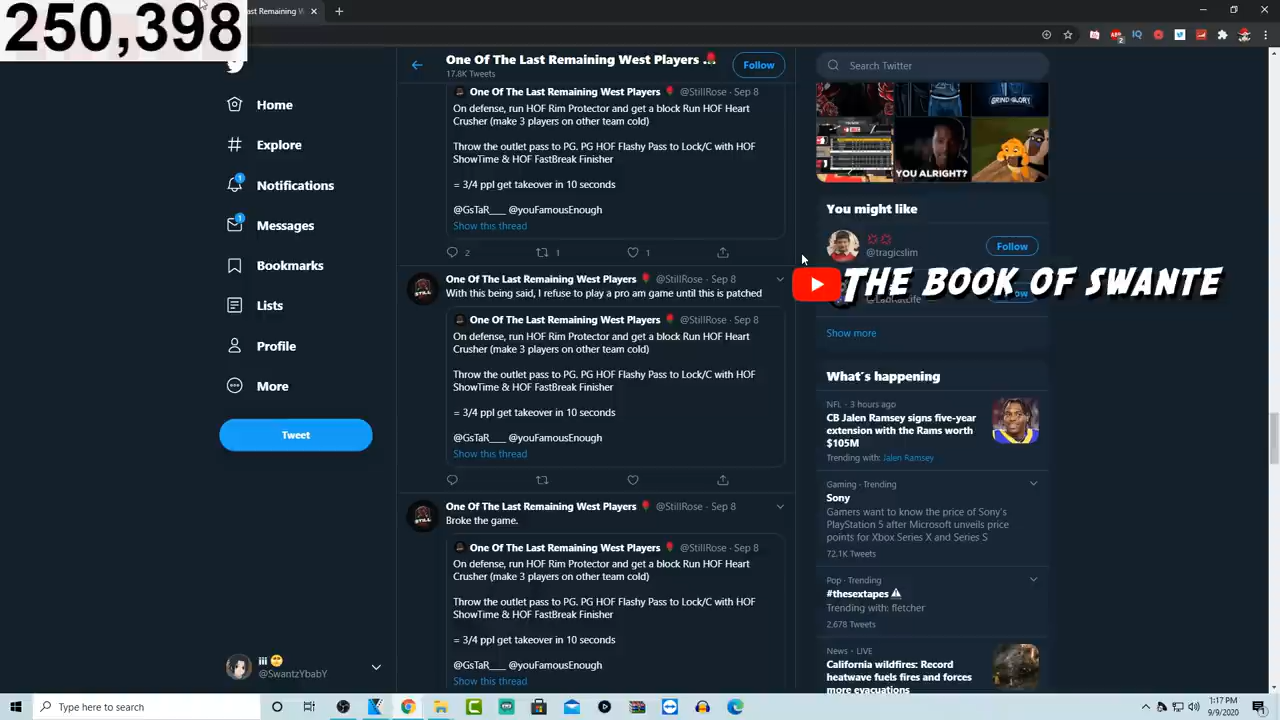 250,398
ast Remaining W
One Of The Last Remaining West Players ...
17.8K Tweets
Follow
Search Twitter
Home
Explore
Notifications
Messages
Bookmarks
Lists
Profile
More
Tweet
One Of The Last Remaining West Players 🌹 @StillRose · Sep 8
On defense, run HOF Rim Protector and get a block Run HOF Heart
Crusher (make 3 players on other team cold)
Throw the outlet pass to PG. PG HOF Flashy Pass to Lock/C with HOF
ShowTime & HOF FastBreak Finisher
= 3/4 ppl get takeover in 10 seconds
@GsTaR___ @youFamousEnough
Show this thread
2 1 1
One Of The Last Remaining West Players 🌹 @StillRose · Sep 8
With this being said, I refuse to play a pro am game until this is patched
One Of The Last Remaining West Players 🌹 @StillRose · Sep 8
On defense, run HOF Rim Protector and get a block Run HOF Heart
Crusher (make 3 players on other team cold)
Throw the outlet pass to PG. PG HOF Flashy Pass to Lock/C with HOF
ShowTime & HOF FastBreak Finisher
= 3/4 ppl get takeover in 10 seconds
@GsTaR___ @youFamousEnough
Show this thread
One Of The Last Remaining West Players 🌹 @StillRose · Sep 8
Broke the game.
One Of The Last Remaining West Players 🌹 @StillRose · Sep 8
On defense, run HOF Rim Protector and get a block Run HOF Heart
Crusher (make 3 players on other team cold)
Throw the outlet pass to PG. PG HOF Flashy Pass to Lock/C with HOF
ShowTime & HOF FastBreak Finisher
= 3/4 ppl get takeover in 10 seconds
@GsTaR___ @youFamousEnough
Show this thread
GRIND/GLORY
YOU ALRIGHT?
You might like
@tragicslim
Follow
THE BOOK OF SWANTE
Show more
What's happening
NFL · 3 hours ago
CB Jalen Ramsey signs five-year
extension with the Rams worth
$105M
Trending with: Jalen Ramsey
Gaming · Trending
Sony
Gamers want to know the price of Sony's
PlayStation 5 after Microsoft unveils price
points for Xbox Series X and Series S
72.1K Tweets
Pop · Trending
#thesextapes
Trending with: fletcher
2,678 Tweets
News · LIVE
California wildfires: Record
heatwave fuels fires and forces
more evacuations
iii
@SwantzYbabY
Type here to search
1:17 PM
9/9/2020